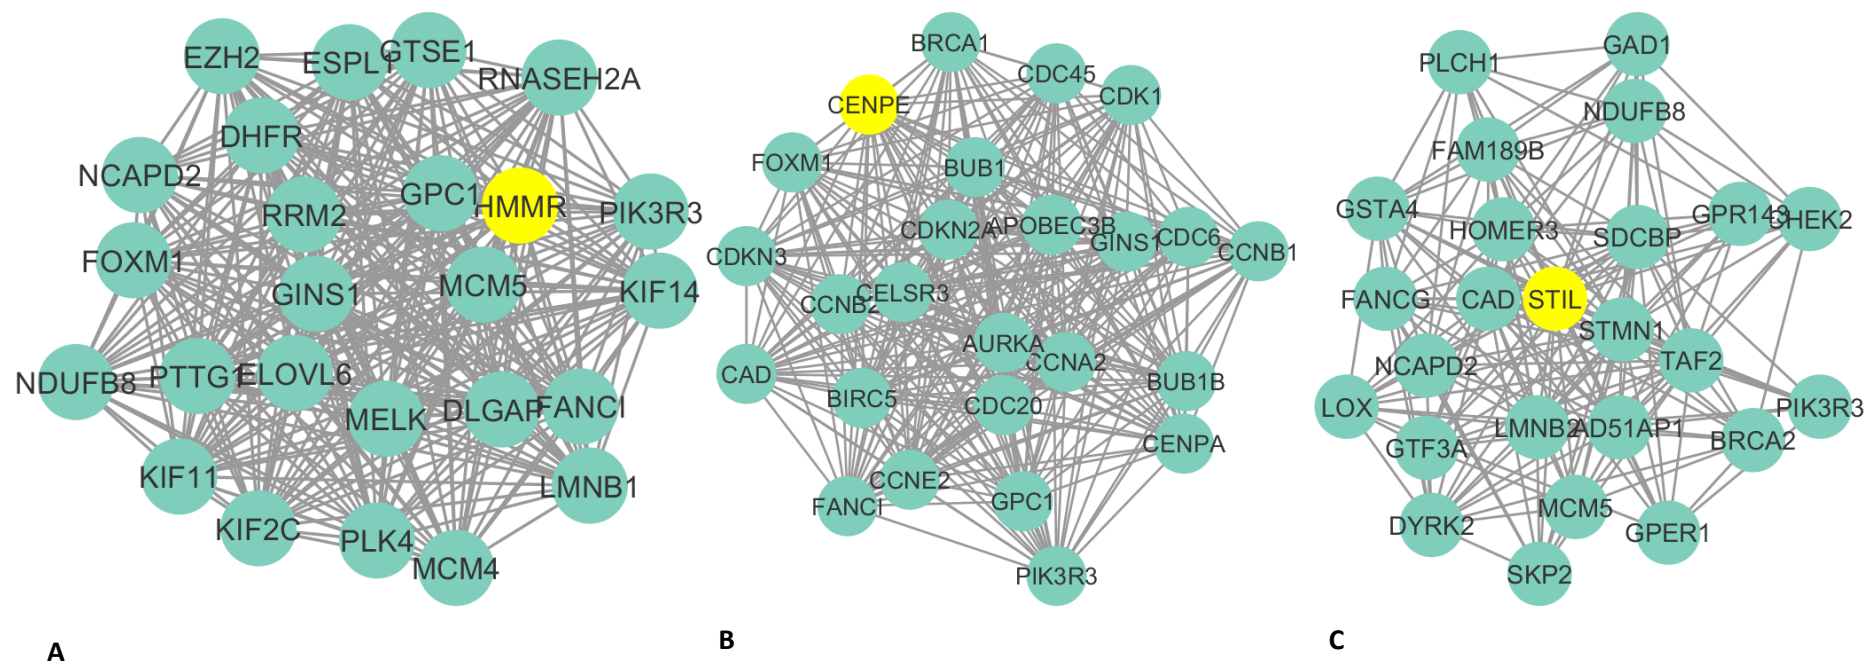 EZH2
ESPL1
GTSE1
RNASEH2A
DHFR
NCAPD2
GPC1
HMMR
PIK3R3
RRM2
FOXM1
MCM5
KIF14
GINS1
NDUFB8
PTTG1
ELOVL6
MELK
DLGAP
FANCI
KIF11
LMNB1
KIF2C
PLK4
MCM4
A
BRCA1
CDC45
CDK1
CENPE
FOXM1
BUB1
CDKN2A
APOBEC3B
GINS1
CDC6
CCNB1
CDKN3
CCNB2
CELSR3
AURKA
CCNA2
CAD
BIRC5
CDC20
BUB1B
CENPA
CCNE2
FANCI
GPC1
PIK3R3
B
GAD1
PLCH1
NDUFB8
FAM189B
GSTA4
HOMER3
SDCBP
GPR143
HEK2
FANCG
CAD
STIL
STMN1
NCAPD2
TAF2
LOX
PIK3R3
GTF3A
LMNB2
AD51AP1
BRCA2
DYRK2
MCM5
GPER1
SKP2
C